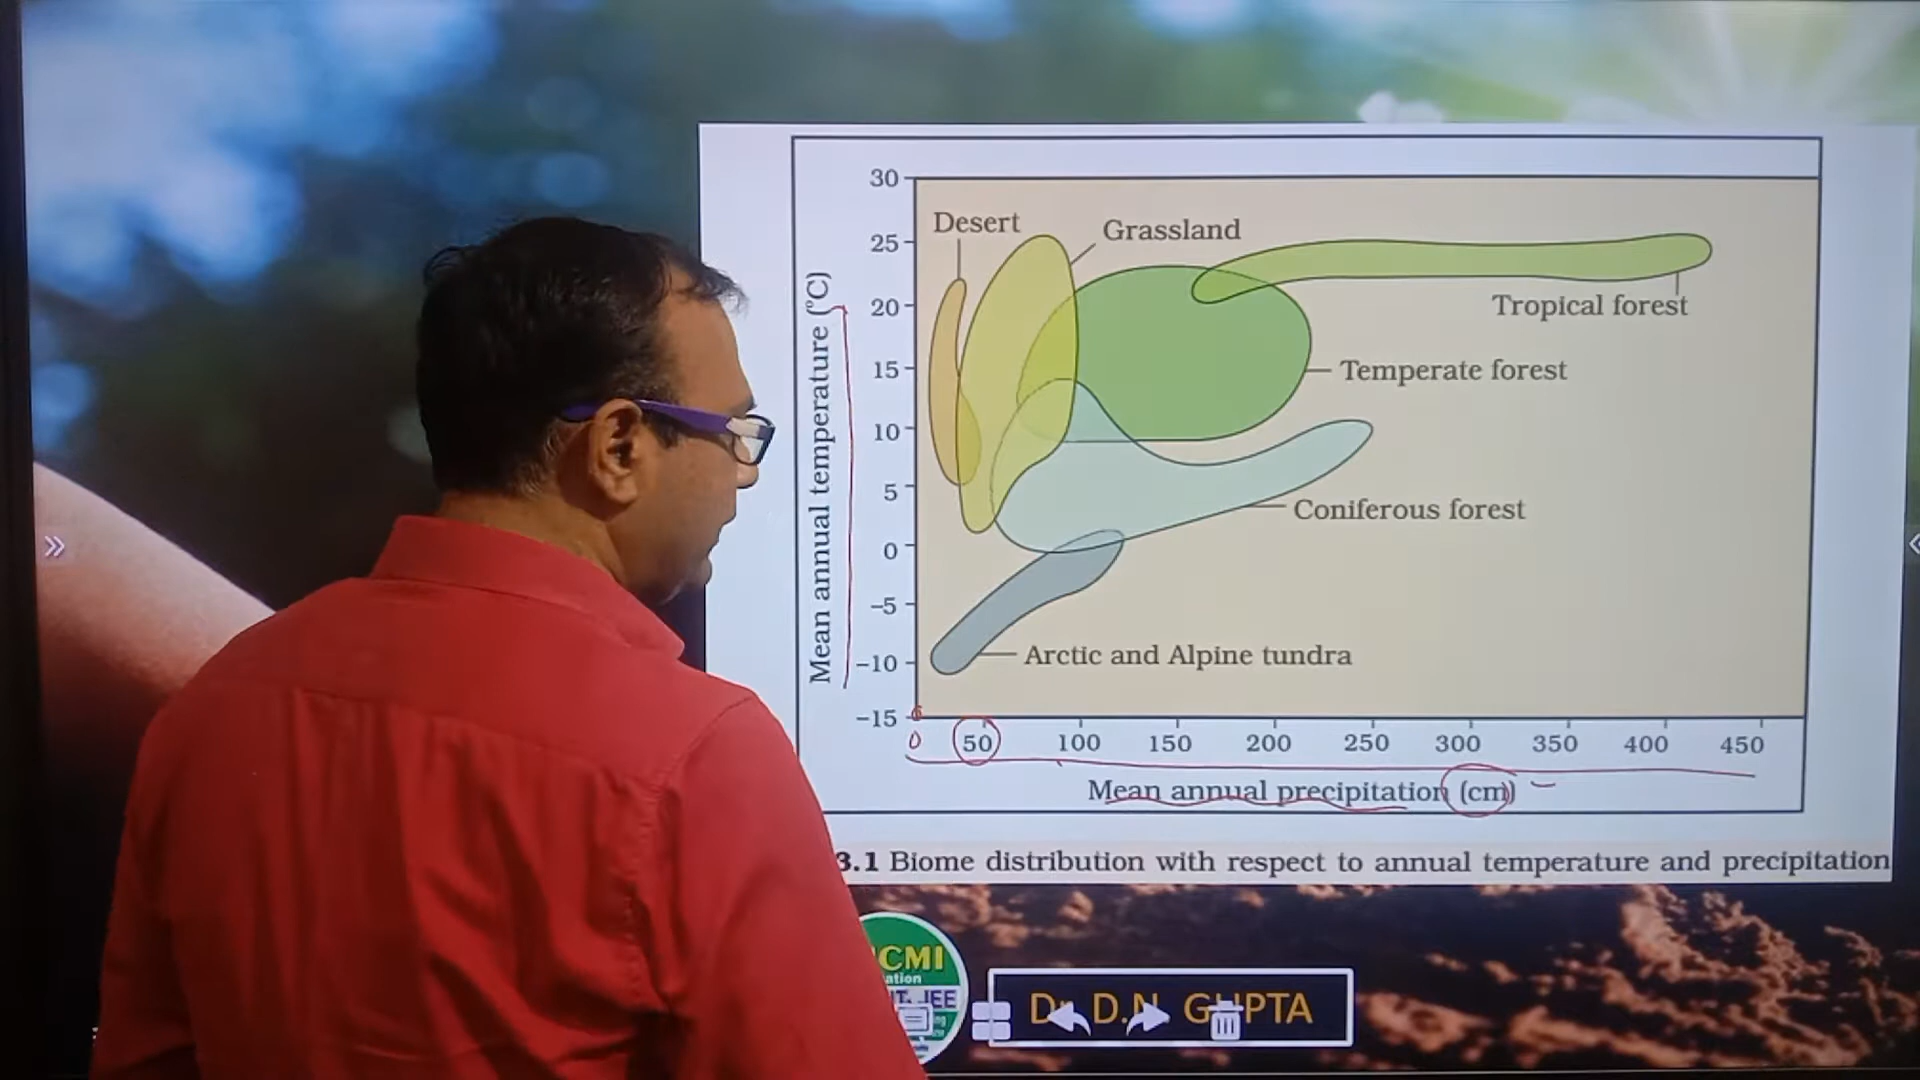 30
Desert
Grassland
25
20
Tropical forest
15
Temperate forest
10
5
Coniferous forest
0
−5
−10
Arctic and Alpine tundra
−15
0 50 100 150 200 250 300 350 400 450
Mean annual temperature (°C)
Mean annual precipitation (cm)
3.1 Biome distribution with respect to annual temperature and precipitation
CMI
ation
JEE
Dr. D.N. GUPTA